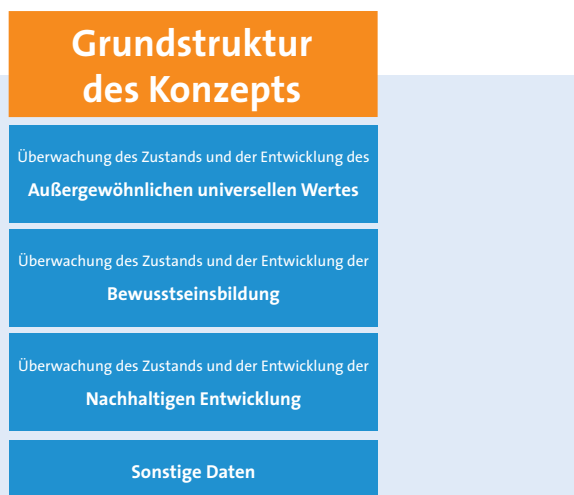 Grundstruktur
des Konzepts
Überwachung des Zustands und der Entwicklung des
Außergewöhnlichen universellen Wertes
Überwachung des Zustands und der Entwicklung der
Bewusstseinsbildung
Überwachung des Zustands und der Entwicklung der
Nachhaltigen Entwicklung
Sonstige Daten